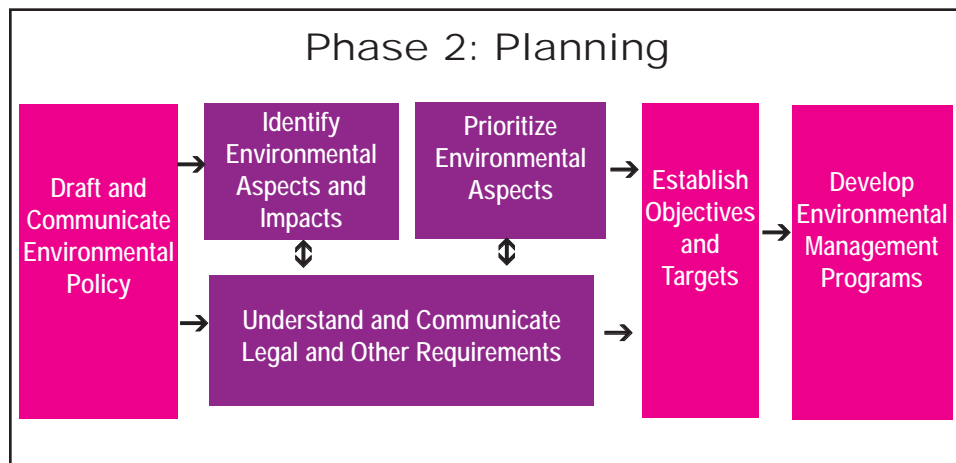 Phase 2: Planning
Draft and
Communicate
Environmental
Policy
Identify
Environmental
Aspects and
Impacts
Prioritize
Environmental
Aspects
Understand and Communicate
Legal and Other Requirements
Establish
Objectives
and
Targets
Develop
Environmental
Management
Programs